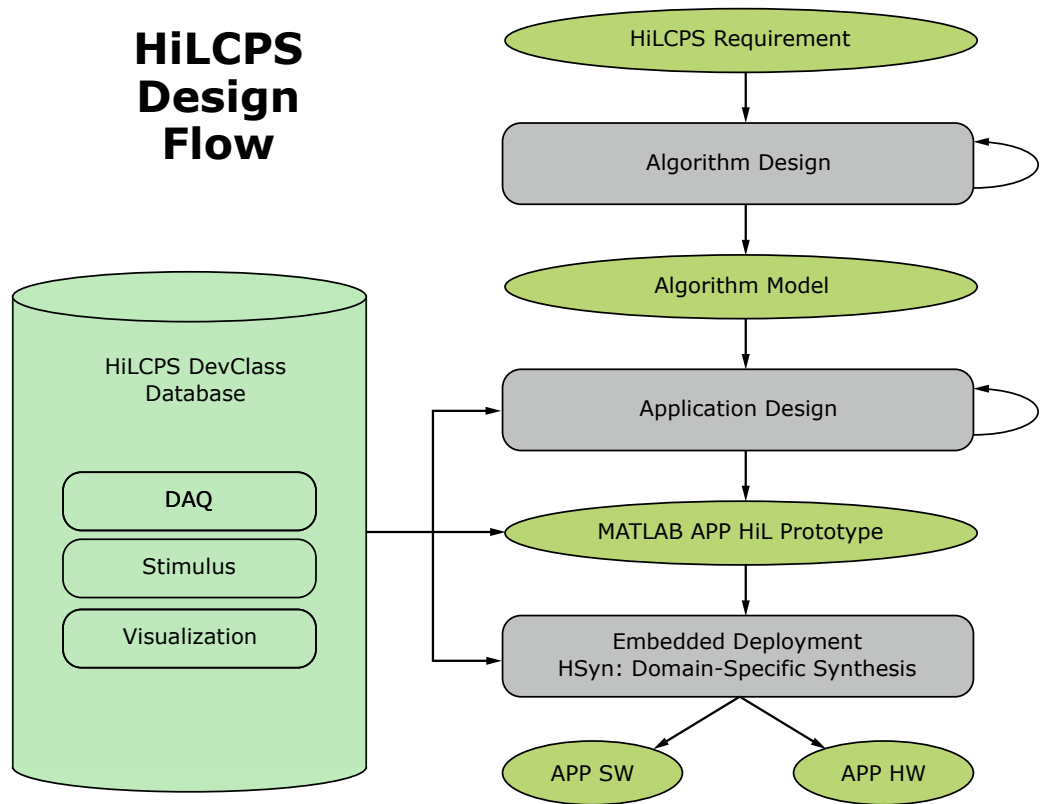 HiLCPS
Design
Flow
HiLCPS Requirement
Algorithm Design
Algorithm Model
HiLCPS DevClass
Database
DAQ
Stimulus
Visualization
Application Design
MATLAB APP HiL Prototype
Embedded Deployment
HSyn: Domain-Specific Synthesis
APP SW
APP HW